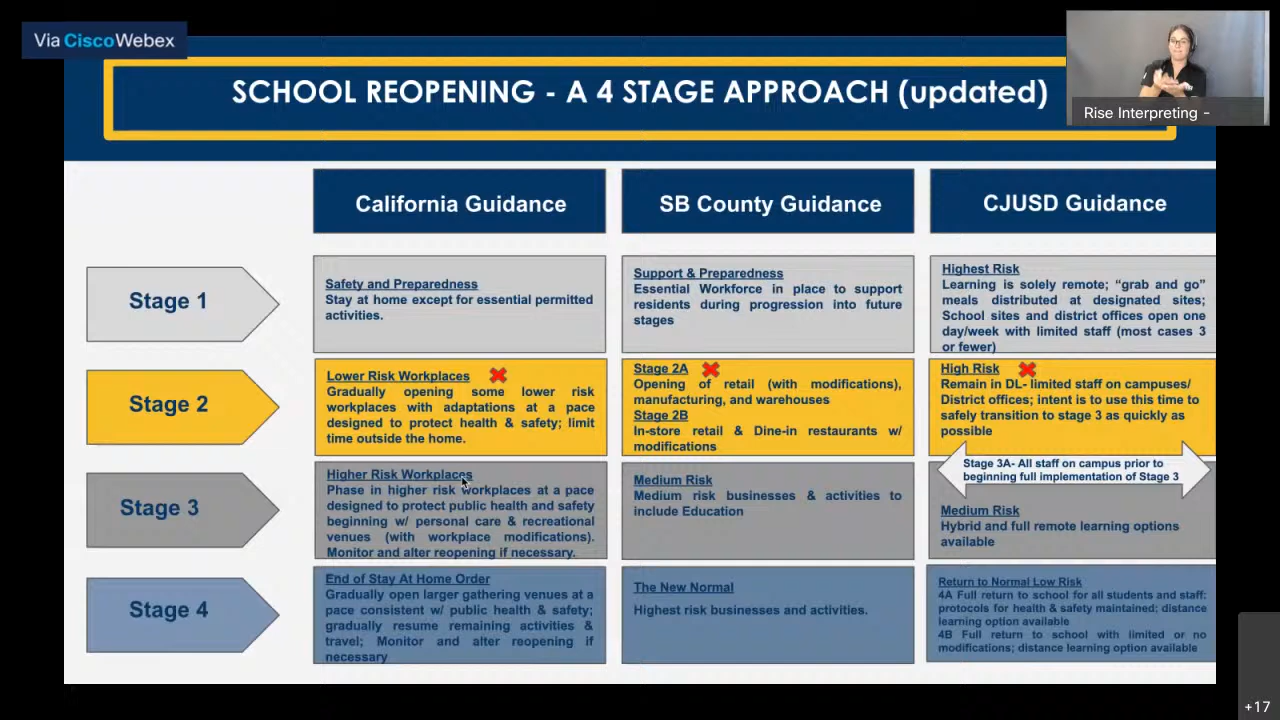 Via Cisco Webex
SCHOOL REOPENING - A 4 STAGE APPROACH (updated)
Rise Interpreting -
California Guidance
SB County Guidance
CJUSD Guidance
Stage 1
Safety and Preparedness
Stay at home except for essential permitted
activities.
Support & Preparedness
Essential Workforce in place to support
residents during progression into future
stages
Highest Risk
Learning is solely remote; “grab and go”
meals distributed at designated sites;
School sites and district offices open one
day/week with limited staff (most cases 3
or fewer)
Stage 2
Lower Risk Workplaces
Gradually opening some lower risk
workplaces with adaptations at a pace
designed to protect health & safety; limit
time outside the home.
Stage 2A
Opening of retail (with modifications),
manufacturing, and warehouses
Stage 2B
In-store retail & Dine-in restaurants w/
modifications
High Risk
Remain in DL- limited staff on campuses/
District offices; intent is to use this time to
safely transition to stage 3 as quickly as
possible
Stage 3A- All staff on campus prior to
beginning full implementation of Stage 3
Stage 3
Higher Risk Workplaces
Phase in higher risk workplaces at a pace
designed to protect public health and safety
beginning w/ personal care & recreational
venues (with workplace modifications).
Monitor and alter reopening if necessary.
Medium Risk
Medium risk businesses & activities to
include Education
Medium Risk
Hybrid and full remote learning options
available
Stage 4
End of Stay At Home Order
Gradually open larger gathering venues at a
pace consistent w/ public health & safety;
gradually resume remaining activities &
travel; Monitor and alter reopening if
necessary
The New Normal
Highest risk businesses and activities.
Return to Normal Low Risk
4A Full return to school for all students and staff:
protocols for health & safety maintained; distance
learning option available
4B Full return to school with limited or no
modifications; distance learning option available
+17